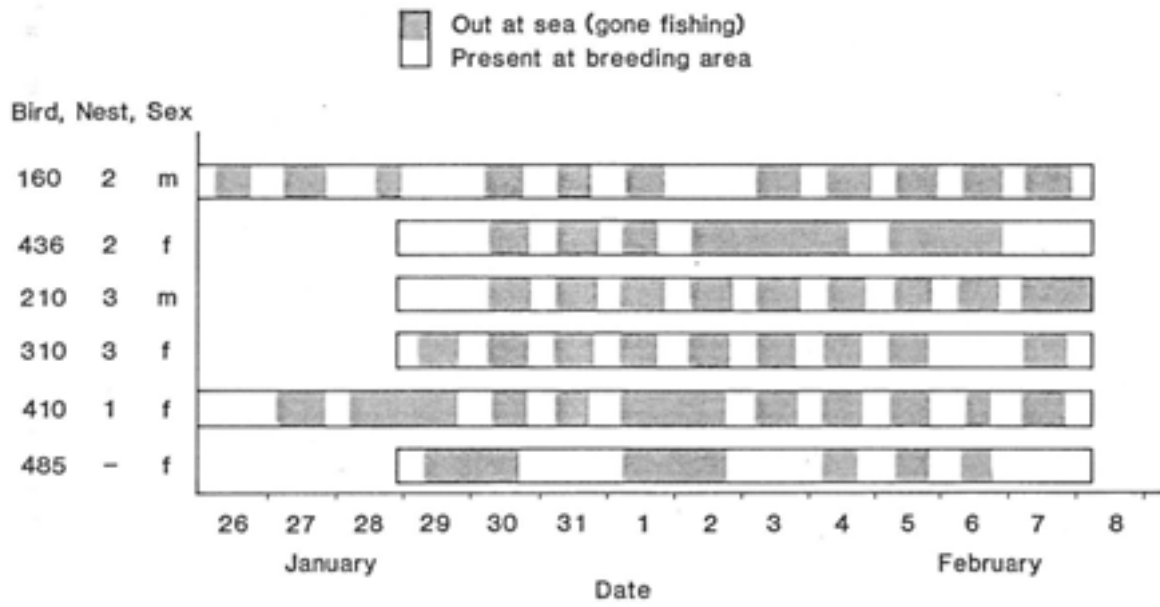 Out at sea (gone fishing)
Present at breeding area
Bird, Nest, Sex
160 2 m
436 2 f
210 3 m
310 3 f
410 1 f
485 - f
26 27 28 29 30 31 1 2 3 4 5 6 7 8
January February
Date